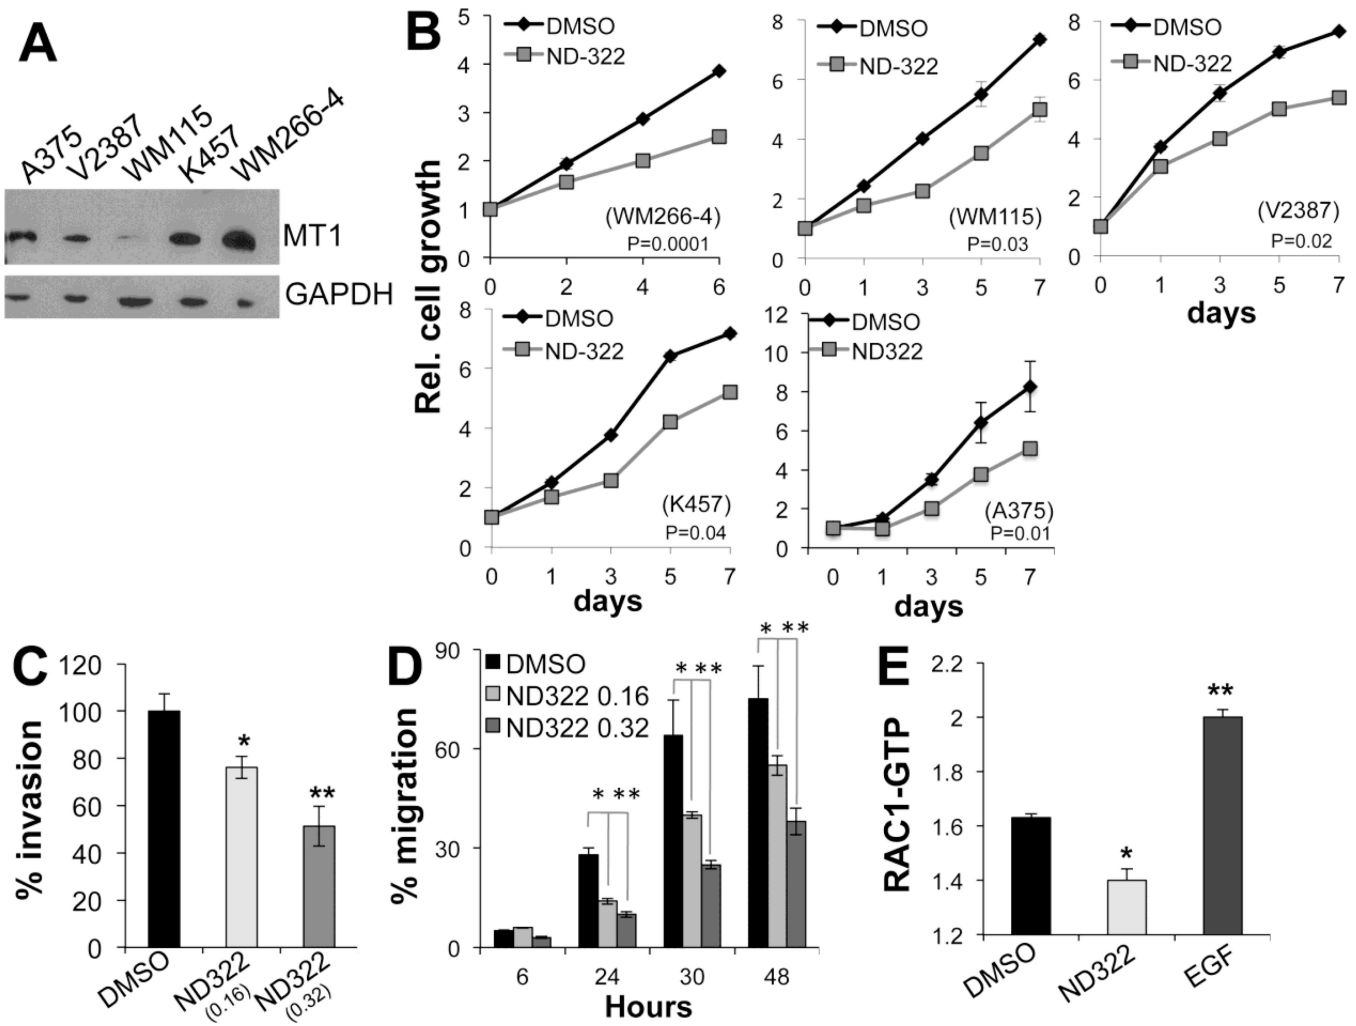 A
A375
V2387
WM115
K457
WM266-4
MT1
GAPDH
B
Rel. cell growth
5
4
3
2
1
0
DMSO
ND-322
(WM266-4)
P=0.0001
0 2 4 6
8
6
4
2
0
DMSO
ND-322
(WM115)
P=0.03
0 1 3 5 7
8
6
4
2
0
DMSO
ND-322
(V2387)
P=0.02
0 1 3 5 7
days
8
6
4
2
0
DMSO
ND-322
(K457)
P=0.04
0 1 3 5 7
days
12
10
8
6
4
2
0
DMSO
ND322
(A375)
P=0.01
0 1 3 5 7
days
C
% invasion
120
100
80
60
40
20
0
*
**
DMSO
ND322
(0.16)
ND322
(0.32)
D
% migration
90
60
30
0
DMSO
ND322 0.16
ND322 0.32
* **
* **
* **
6 24 30 48
Hours
E
RAC1-GTP
2.2
2
1.8
1.6
1.4
1.2
*
**
DMSO
ND322
EGF